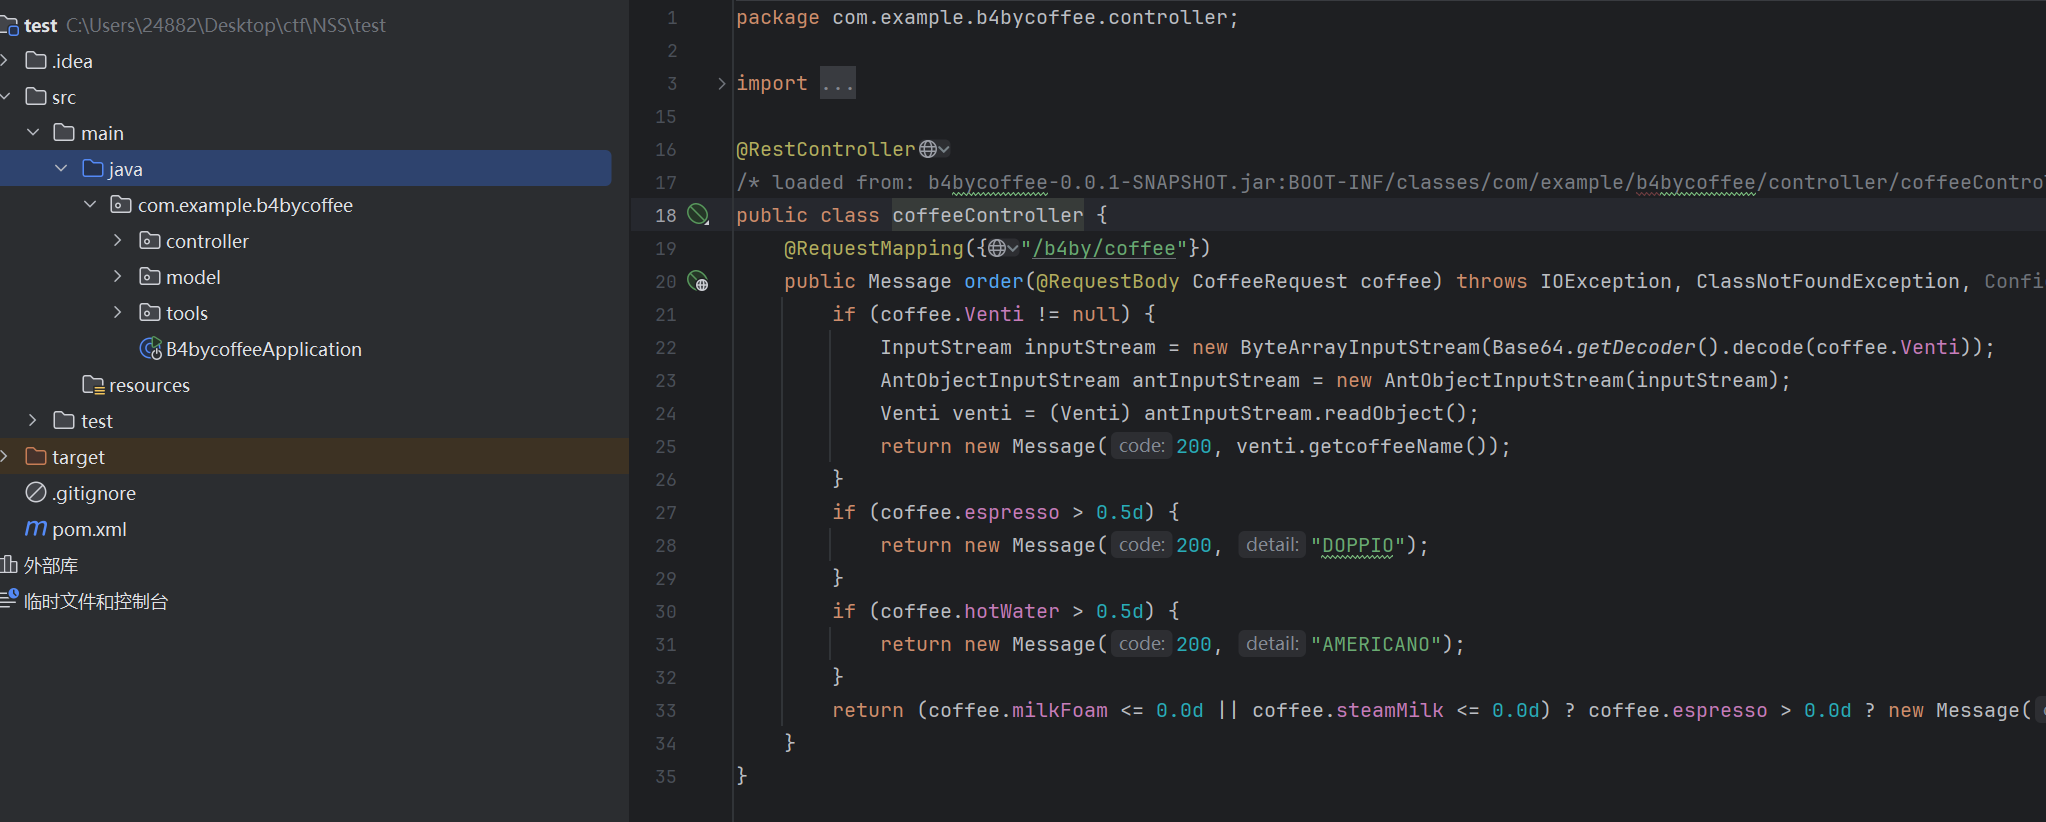 test C:\Users\24882\Desktop\ctf\NSS\test
.idea
src
main
java
com.example.b4bycoffee
controller
model
tools
B4bycoffeeApplication
resources
test
target
.gitignore
pom.xml
外部库
临时文件和控制台
1 package com.example.b4bycoffee.controller;
2
3 import ...
15
16 @RestController
17 /* loaded from: b4bycoffee-0.0.1-SNAPSHOT.jar:BOOT-INF/classes/com/example/b4bycoffee/controller/coffeeContro
18 public class coffeeController {
19 @RequestMapping({"/b4by/coffee"})
20 public Message order(@RequestBody CoffeeRequest coffee) throws IOException, ClassNotFoundException, Confi
21 if (coffee.Venti != null) {
22 InputStream inputStream = new ByteArrayInputStream(Base64.getDecoder().decode(coffee.Venti));
23 AntObjectInputStream antInputStream = new AntObjectInputStream(inputStream);
24 Venti venti = (Venti) antInputStream.readObject();
25 return new Message( code: 200, venti.getcoffeeName());
26 }
27 if (coffee.espresso > 0.5d) {
28 return new Message( code: 200, detail: "DOPPIO");
29 }
30 if (coffee.hotWater > 0.5d) {
31 return new Message( code: 200, detail: "AMERICANO");
32 }
33 return (coffee.milkFoam <= 0.0d || coffee.steamMilk <= 0.0d) ? coffee.espresso > 0.0d ? new Message(
34 }
35 }